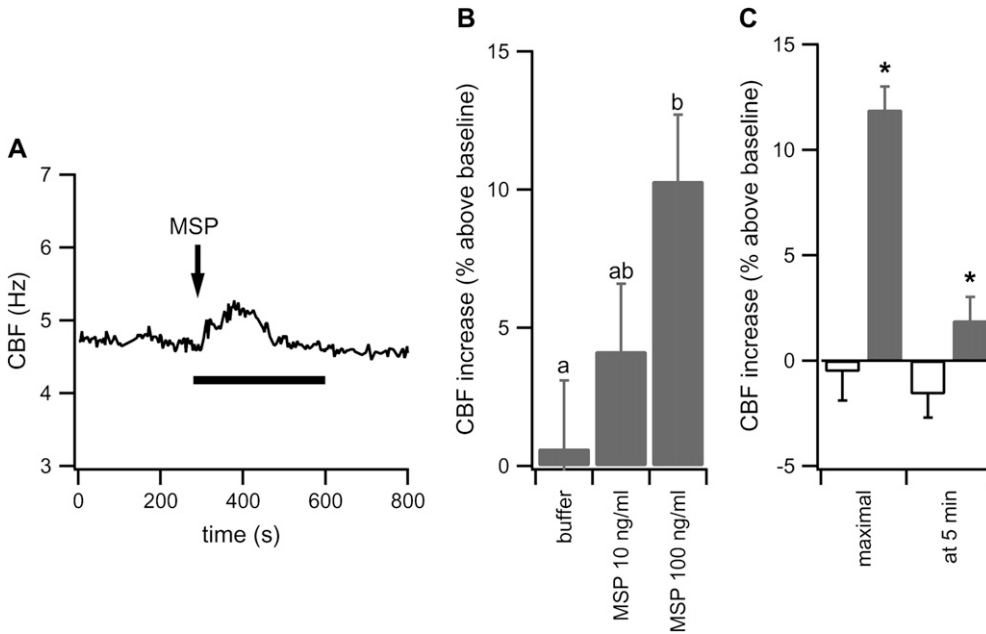 A
7
6
5
4
3
CBF (Hz)
MSP
0
200
400
600
800
time (s)
B
15
10
5
0
CBF increase (% above baseline)
a
ab
b
buffer
MSP 10 ng/ml
MSP 100 ng/ml
C
15
10
5
0
-5
CBF increase (% above baseline)
*
*
maximal
at 5 min